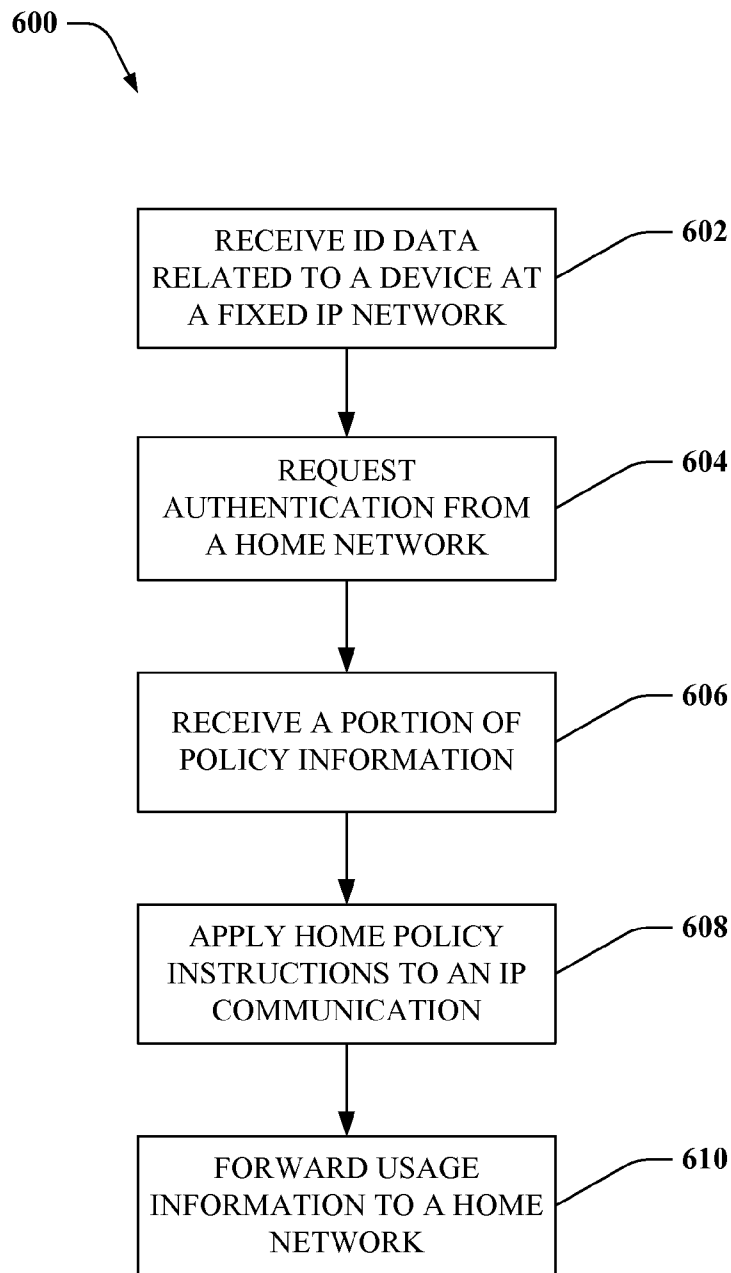 600
RECEIVE ID DATA
RELATED TO A DEVICE AT
A FIXED IP NETWORK
602
REQUEST
AUTHENTICATION FROM
A HOME NETWORK
604
RECEIVE A PORTION OF
POLICY INFORMATION
606
APPLY HOME POLICY
INSTRUCTIONS TO AN IP
COMMUNICATION
608
FORWARD USAGE
INFORMATION TO A HOME
NETWORK
610